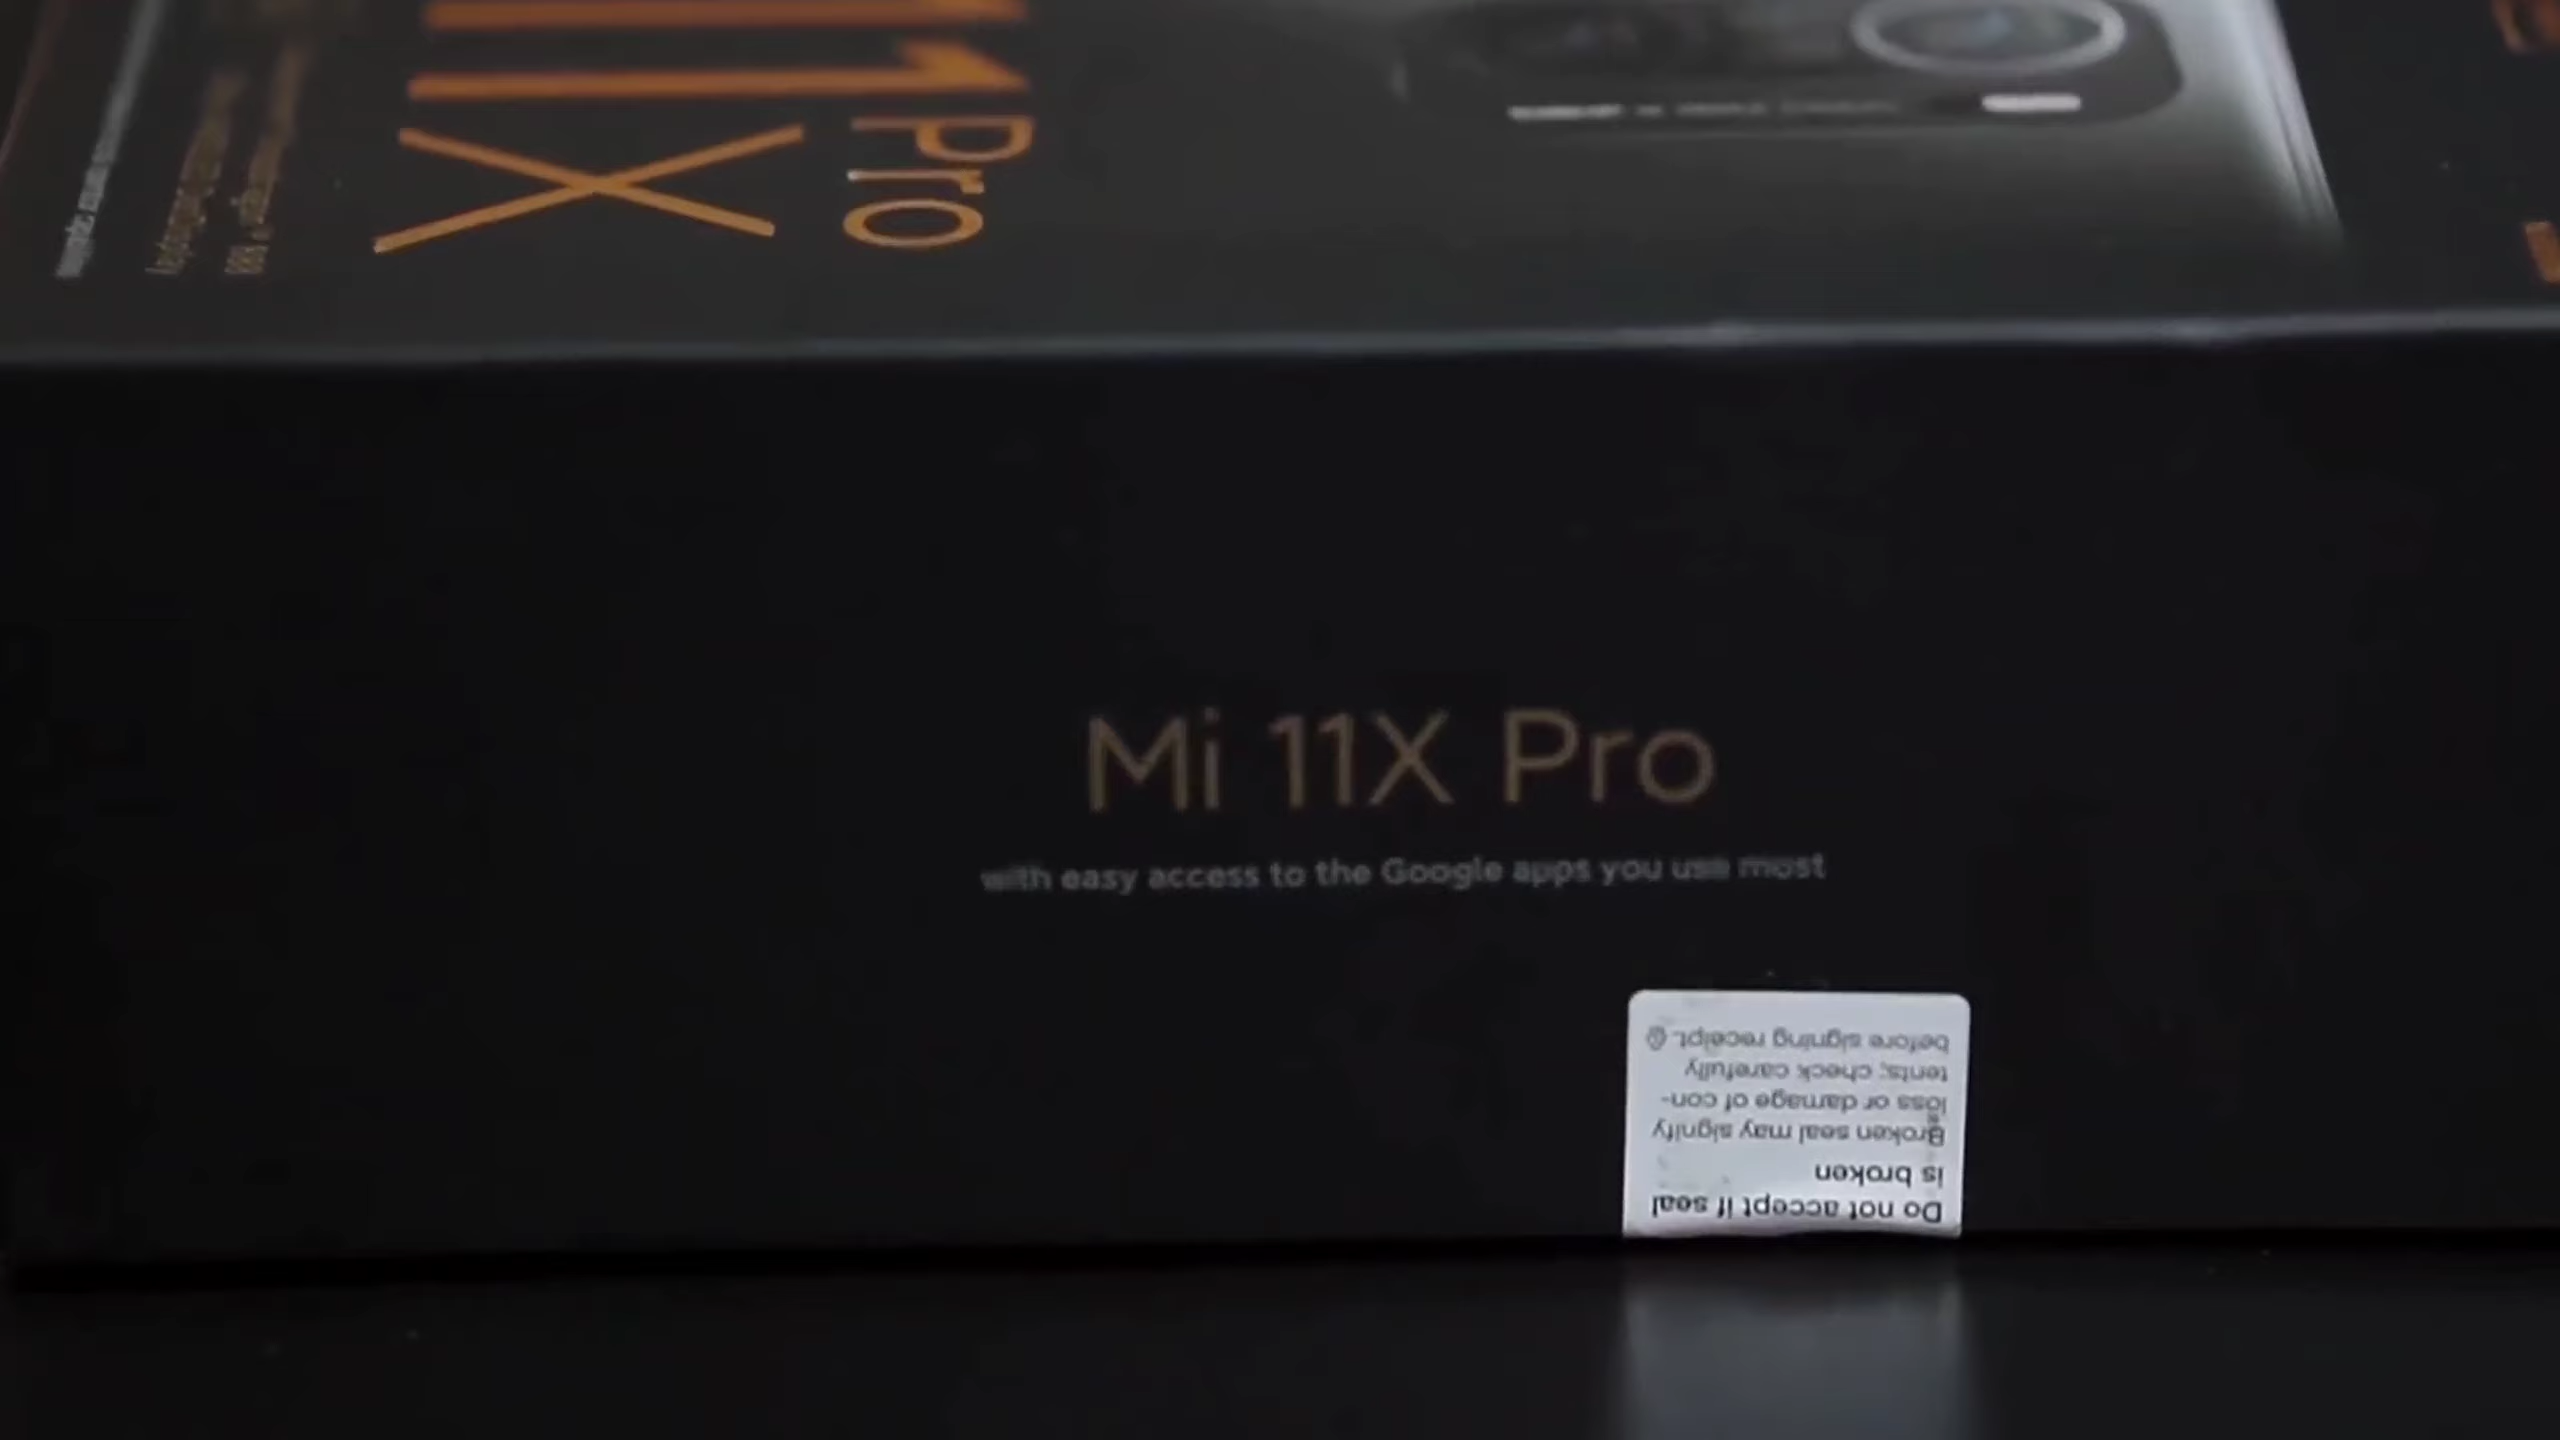 11X
Pro
888
Mi 11X Pro
with easy access to the Google apps you use most
Do not accept if seal
is broken
Broken seal may signify
loss or damage of con-
tents; check carefully
before signing receipt.